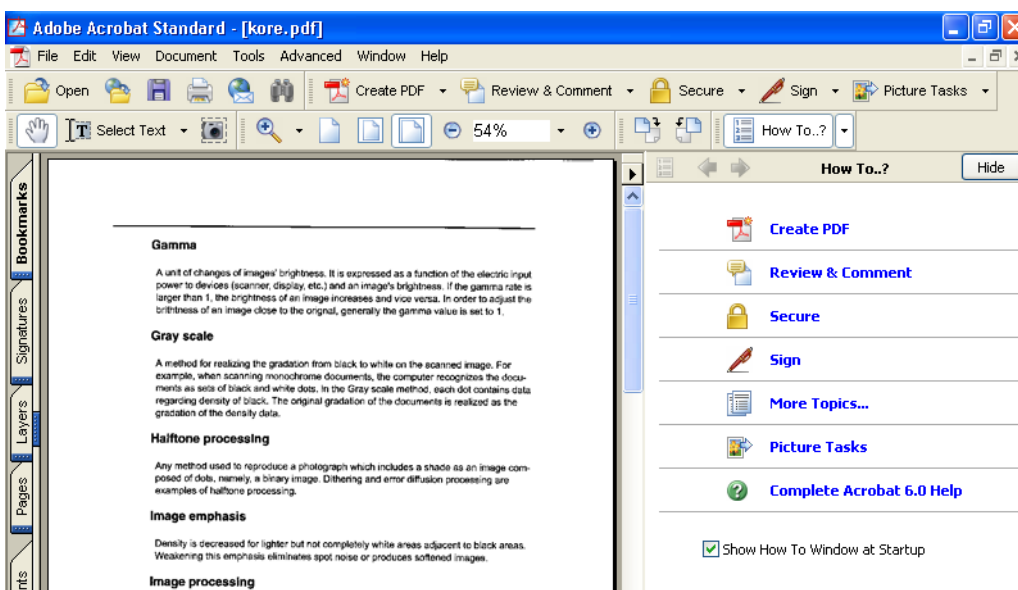 Adobe Acrobat Standard - [kore.pdf]
File Edit View Document Tools Advanced Window Help
Open Create PDF Review & Comment Secure Sign Picture Tasks
Select Text 54% How To..?
How To..? Hide
Bookmarks
Signatures
Layers
Pages
nts
Gamma
A unit of changes of images' brightness. It is expressed as a function of the electric input
power to devices (scanner, display, etc.) and an image's brightness. If the gamma rate is
larger than 1, the brightness of an image increases and vice versa. In order to adjust the
brithtness of an image close to the orignal, generally the gamma value is set to 1.
Gray scale
A method for realizing the gradation from black to white on the scanned image. For
example, when scanning monochrome documents, the computer recognizes the docu-
ments as sets of black and white dots. In the Gray scale method, each dot contains data
regarding density of black. The original gradation of the documents is realized as the
gradation of the density data.
Halftone processing
Any method used to reproduce a photograph which includes a shade as an image com-
posed of dots, namely, a binary image. Dithering and error diffusion processing are
examples of halftone processing.
Image emphasis
Density is decreased for lighter but not completely white areas adjacent to black areas.
Weakening this emphasis eliminates spot noise or produces softened images.
Image processing
Create PDF
Review & Comment
Secure
Sign
More Topics...
Picture Tasks
Complete Acrobat 6.0 Help
Show How To Window at Startup